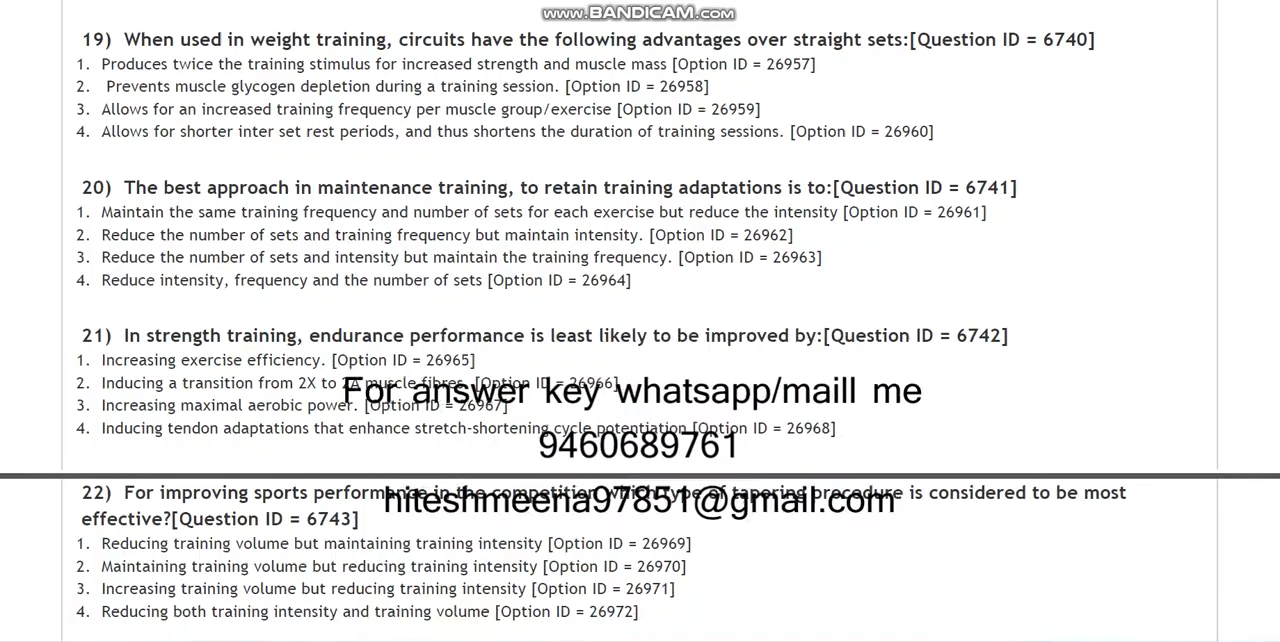 www.BANDICAM.com
19) When used in weight training, circuits have the following advantages over straight sets:[Question ID = 6740]
1. Produces twice the training stimulus for increased strength and muscle mass [Option ID = 26957]
2. Prevents muscle glycogen depletion during a training session. [Option ID = 26958]
3. Allows for an increased training frequency per muscle group/exercise [Option ID = 26959]
4. Allows for shorter inter set rest periods, and thus shortens the duration of training sessions. [Option ID = 26960]
20) The best approach in maintenance training, to retain training adaptations is to:[Question ID = 6741]
1. Maintain the same training frequency and number of sets for each exercise but reduce the intensity [Option ID = 26961]
2. Reduce the number of sets and training frequency but maintain intensity. [Option ID = 26962]
3. Reduce the number of sets and intensity but maintain the training frequency. [Option ID = 26963]
4. Reduce intensity, frequency and the number of sets [Option ID = 26964]
21) In strength training, endurance performance is least likely to be improved by:[Question ID = 6742]
1. Increasing exercise efficiency. [Option ID = 26965]
2. Inducing a transition from 2X to 2A muscle fibres. [Option ID = 26966]
For answer key whatsapp/maill me
3. Increasing maximal aerobic power. [Option ID = 26967]
4. Inducing tendon adaptations that enhance stretch-shortening cycle potentiation [Option ID = 26968]
9460689761
22) For improving sports performance in the competition which type of tapering procedure is considered to be most
hiteshmeena97851@gmail.com
effective?[Question ID = 6743]
1. Reducing training volume but maintaining training intensity [Option ID = 26969]
2. Maintaining training volume but reducing training intensity [Option ID = 26970]
3. Increasing training volume but reducing training intensity [Option ID = 26971]
4. Reducing both training intensity and training volume [Option ID = 26972]